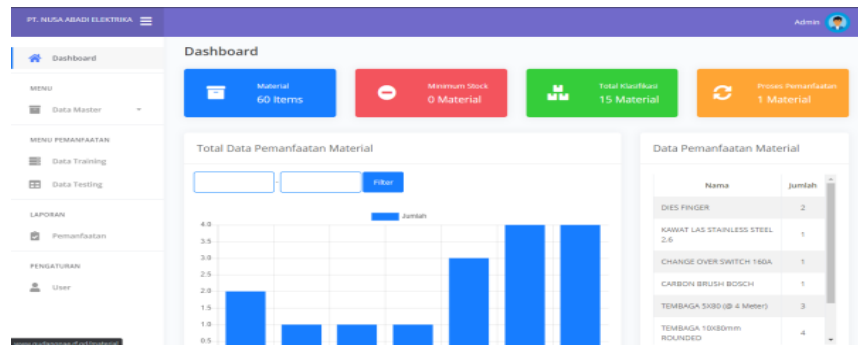 PT. NUSA ABADI ELEKTRIKA
Admin
Dashboard
Dashboard
MENU
Data Master
MENU PEMANFAATAN
Data Training
Data Testing
LAPORAN
Pemanfaatan
PENGATURAN
User
Material
60 Items
Minimum Stock
0 Material
Total Klasifikasi
15 Material
Proses Pemanfaatan
1 Material
Total Data Pemanfaatan Material
-
Filter
Jumlah
4.0
3.5
3.0
2.5
2.0
1.5
1.0
0.5
Data Pemanfaatan Material
Nama Jumlah
DIES FINGER 2
KAWAT LAS STAINLESS STEEL
2.6 1
CHANGE OVER SWITCH 160A 1
CARBON BRUSH BOSCH 1
TEMBAGA 5X80 (@ 4 Meter) 3
TEMBAGA 10X80mm
ROUNDED 4